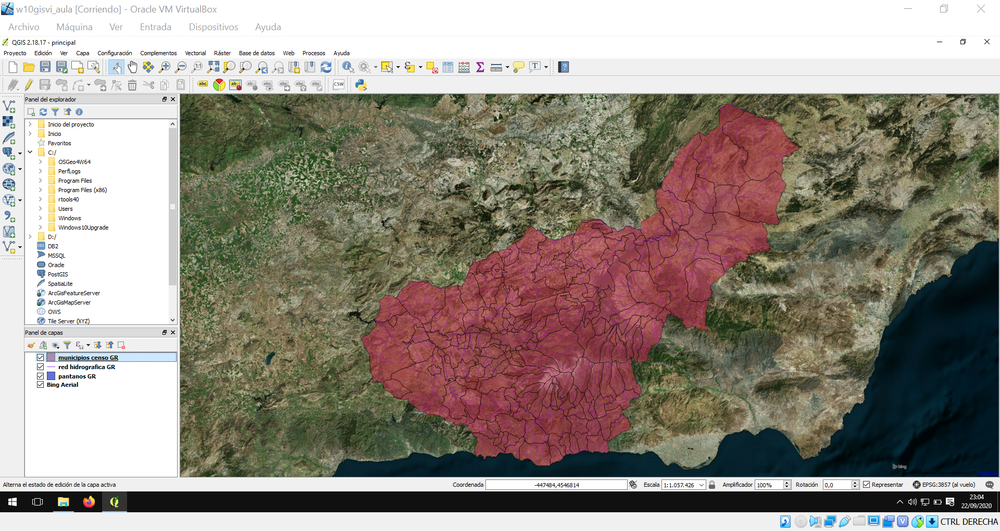 w10gisvi_aula [Corriendo] - Oracle VM VirtualBox
Archivo Máquina Ver Entrada Dispositivos Ayuda
QGIS 2.18.17 - principal
Proyecto Edición Ver Capa Configuración Complementos Vectorial Ráster Base de datos Web Procesos Ayuda
Panel del explorador
Inicio del proyecto
Inicio
Favoritos
C:/
OSGeo4W64
PerfLogs
Program Files
Program Files (x86)
rtools40
Users
Windows
Windows10Upgrade
D:/
DB2
MSSQL
Oracle
PostGIS
SpatiaLite
ArcGisFeatureServer
ArcGisMapServer
OWS
Tile Server (XYZ)
Panel de capas
municipios censo GR
red hidrografica GR
pantanos GR
Bing Aerial
bing
Alterna el estado de edición de la capa activa Coordenada -447484,4546814 Escala 1:1.057.426 Amplificador 100% Rotación 0,0 Representar EPSG:3857 (al vuelo)
23:04
22/09/2020
CTRL DERECHA